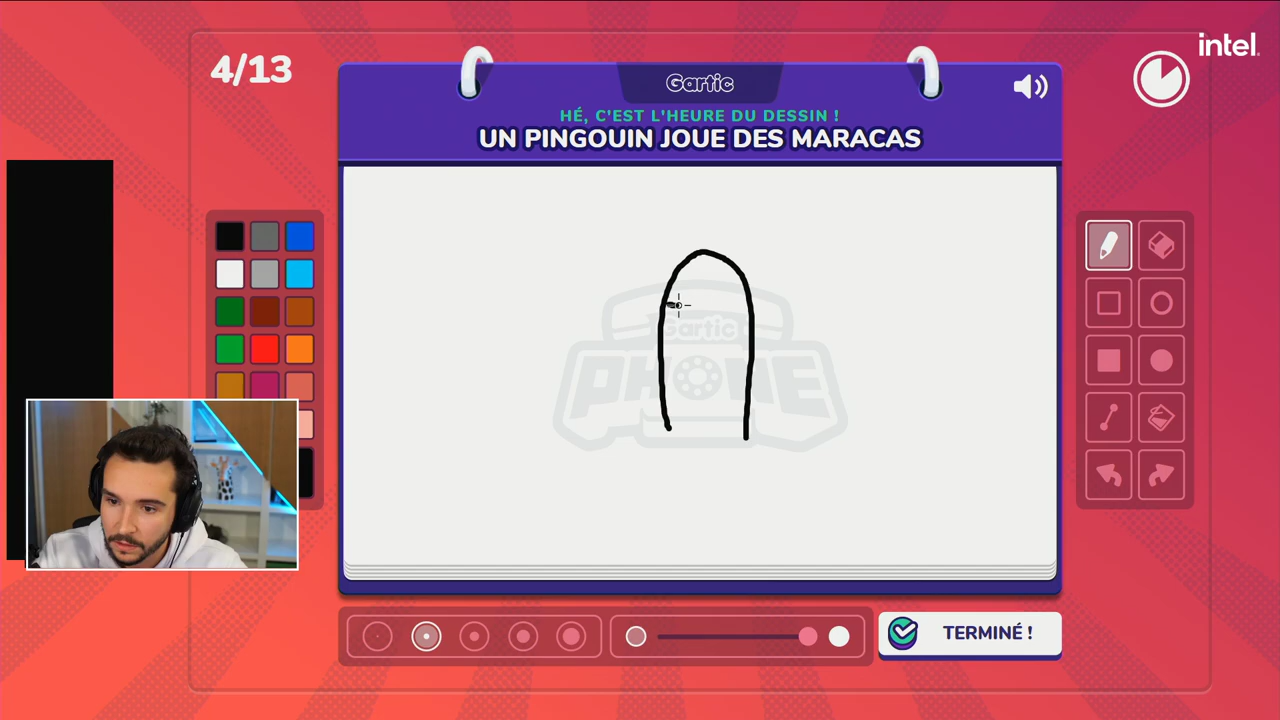 4/13
Gartic
intel.
HÉ, C'EST L'HEURE DU DESSIN !
UN PINGOUIN JOUE DES MARACAS
Gartic
PHONE
TERMINÉ !